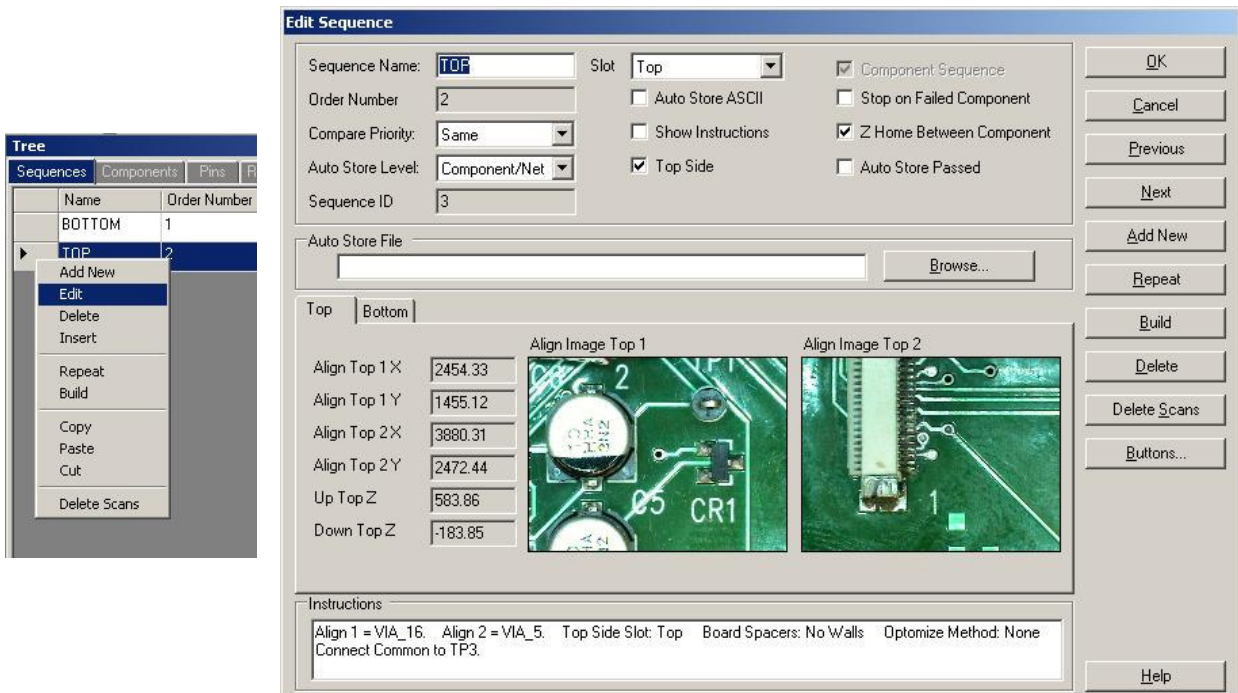 Tree
Sequences Components Pins R
Name Order Number
BOTTOM 1
TOP 2
Add New
Edit
Delete
Insert
Repeat
Build
Copy
Paste
Cut
Delete Scans
Edit Sequence
Sequence Name: TOP Slot Top Component Sequence
Order Number 2 Auto Store ASCII Stop on Failed Component
Compare Priority: Same Show Instructions Z Home Between Component
Auto Store Level: Component/Net Top Side Auto Store Passed
Sequence ID 3
Auto Store File
Browse...
Top Bottom
Align Image Top 1 Align Image Top 2
Align Top 1 X 2454.33
Align Top 1 Y 1455.12
Align Top 2 X 3880.31
Align Top 2 Y 2472.44
Up Top Z 583.86
Down Top Z -183.85
2
C5 CR1
1
Instructions
Align 1 = VIA_16. Align 2 = VIA_5. Top Side Slot: Top Board Spacers: No Walls Optomize Method: None
Connect Common to TP3.
OK
Cancel
Previous
Next
Add New
Repeat
Build
Delete
Delete Scans
Buttons...
Help